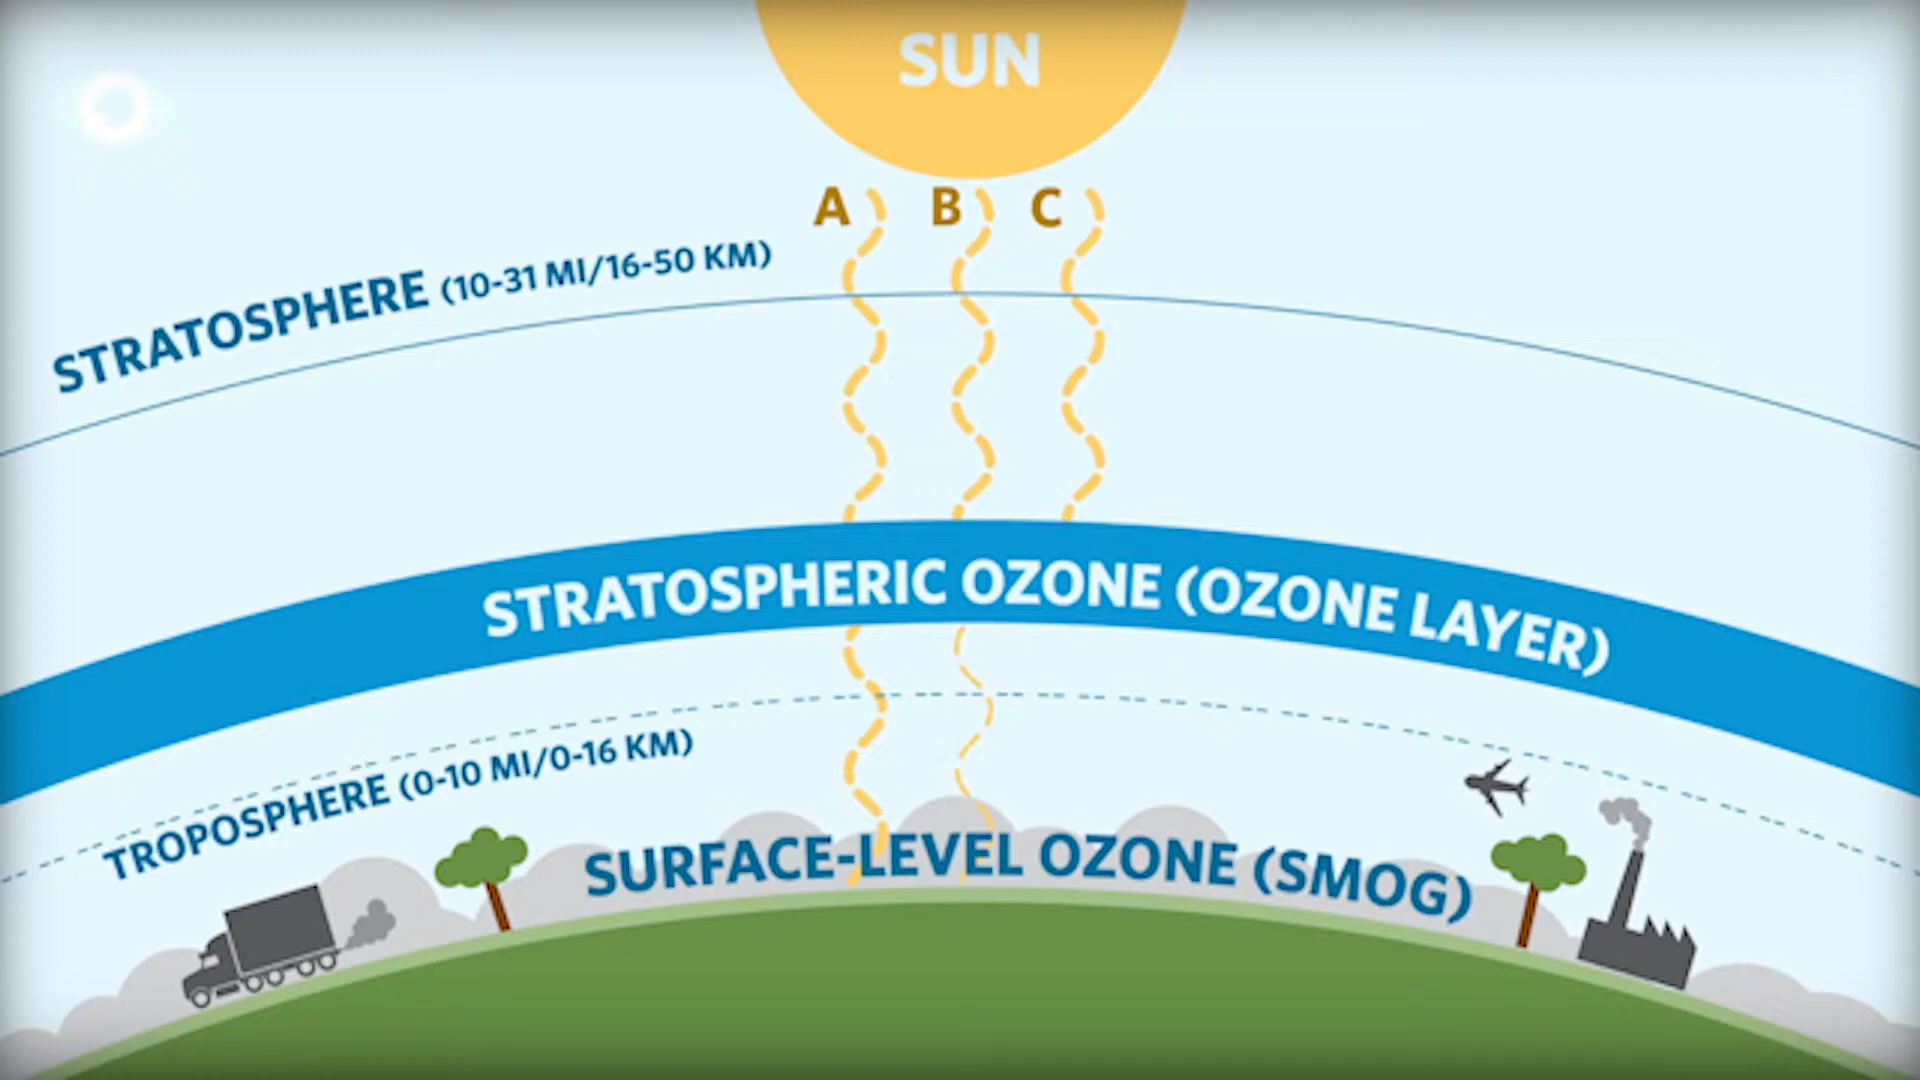 SUN
A B C
STRATOSPHERE (10-31 MI/16-50 KM)
STRATOSPHERIC OZONE (OZONE LAYER)
TROPOSPHERE (0-10 MI/0-16 KM)
SURFACE-LEVEL OZONE (SMOG)